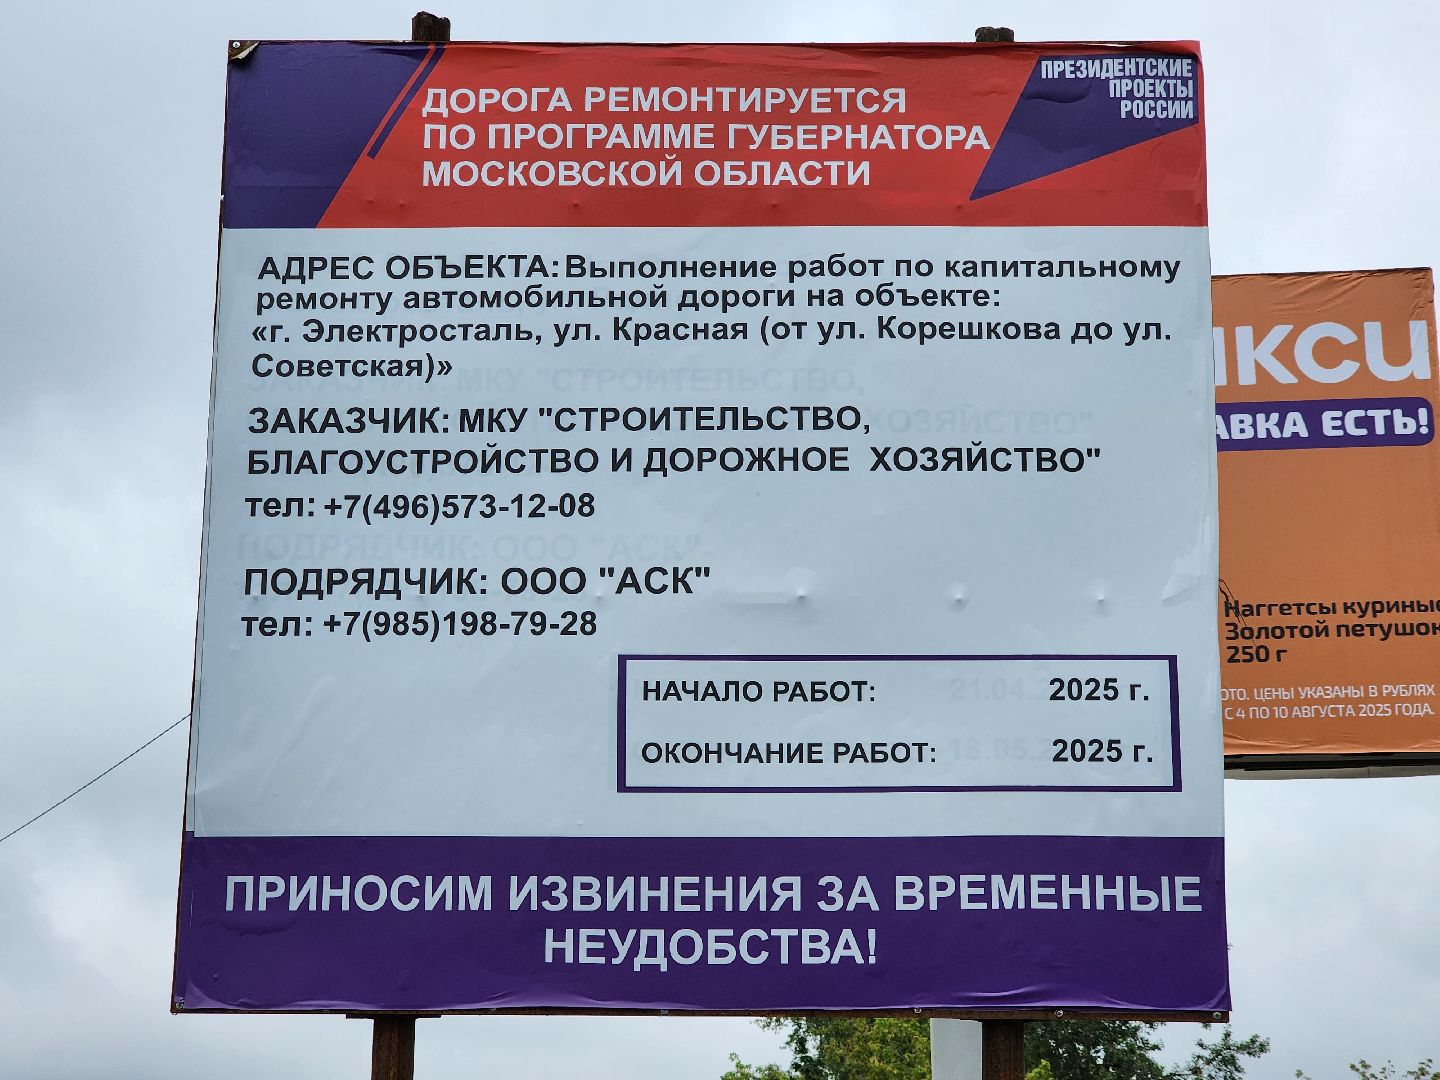 ПРЕЗИДЕНТСКИЕ
ПРОЕКТЫ
РОССИИ
ДОРОГА РЕМОНТИРУЕТСЯ
ПО ПРОГРАММЕ ГУБЕРНАТОРА
МОСКОВСКОЙ ОБЛАСТИ
АДРЕС ОБЪЕКТА: Выполнение работ по капитальному
ремонту автомобильной дороги на объекте:
«г. Электросталь, ул. Красная (от ул. Корешкова до ул.
Советская)»
ЗАКАЗЧИК: МКУ "СТРОИТЕЛЬСТВО,
БЛАГОУСТРОЙСТВО И ДОРОЖНОЕ ХОЗЯЙСТВО"
тел: +7(496)573-12-08
ПОДРЯДЧИК: ООО "АСК"
тел: +7(985)198-79-28
НАЧАЛО РАБОТ: 2025 г.
ОКОНЧАНИЕ РАБОТ: 2025 г.
ПРИНОСИМ ИЗВИНЕНИЯ ЗА ВРЕМЕННЫЕ
НЕУДОБСТВА!
икси
АВКА ЕСТЬ!
Наггетсы куриные
Золотой петушок
250 г
ОТО. ЦЕНЫ УКАЗАНЫ В РУБЛЯХ
С 4 ПО 10 АВГУСТА 2025 ГОДА.